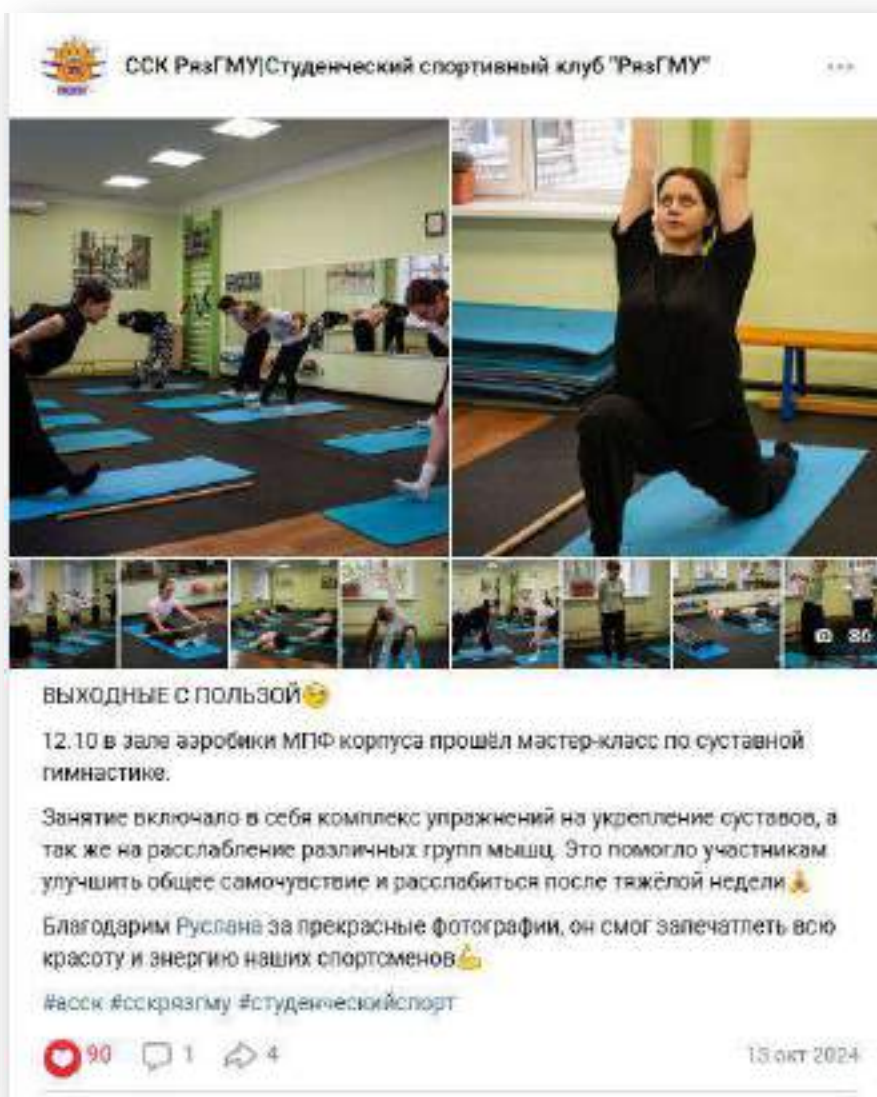 ССК РязГМУ|Студенческий спортивный клуб "РязГМУ"
86
ВЫХОДНЫЕ С ПОЛЬЗОЙ
12.10 в зале аэробики МПФ корпуса прошёл мастер-класс по суставной
гимнастике.
Занятие включало в себя комплекс упражнений на укрепление суставов, а
так же на расслабление различных групп мышц. Это помогло участникам
улучшить общее самочувствие и расслабиться после тяжёлой недели
Благодарим Руслана за прекрасные фотографии, он смог запечатлеть всю
красоту и энергию наших спортсменов
#асск #сскрязгму #студенческийспорт
90 1 4
13 окт 2024